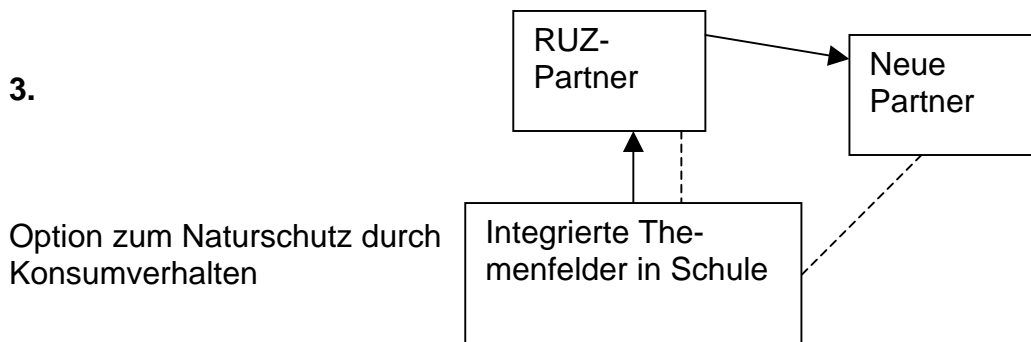 3.
RUZ-
Partner
Neue
Partner
Option zum Naturschutz durch
Konsumverhalten
Integrierte The-
menfelder in Schule